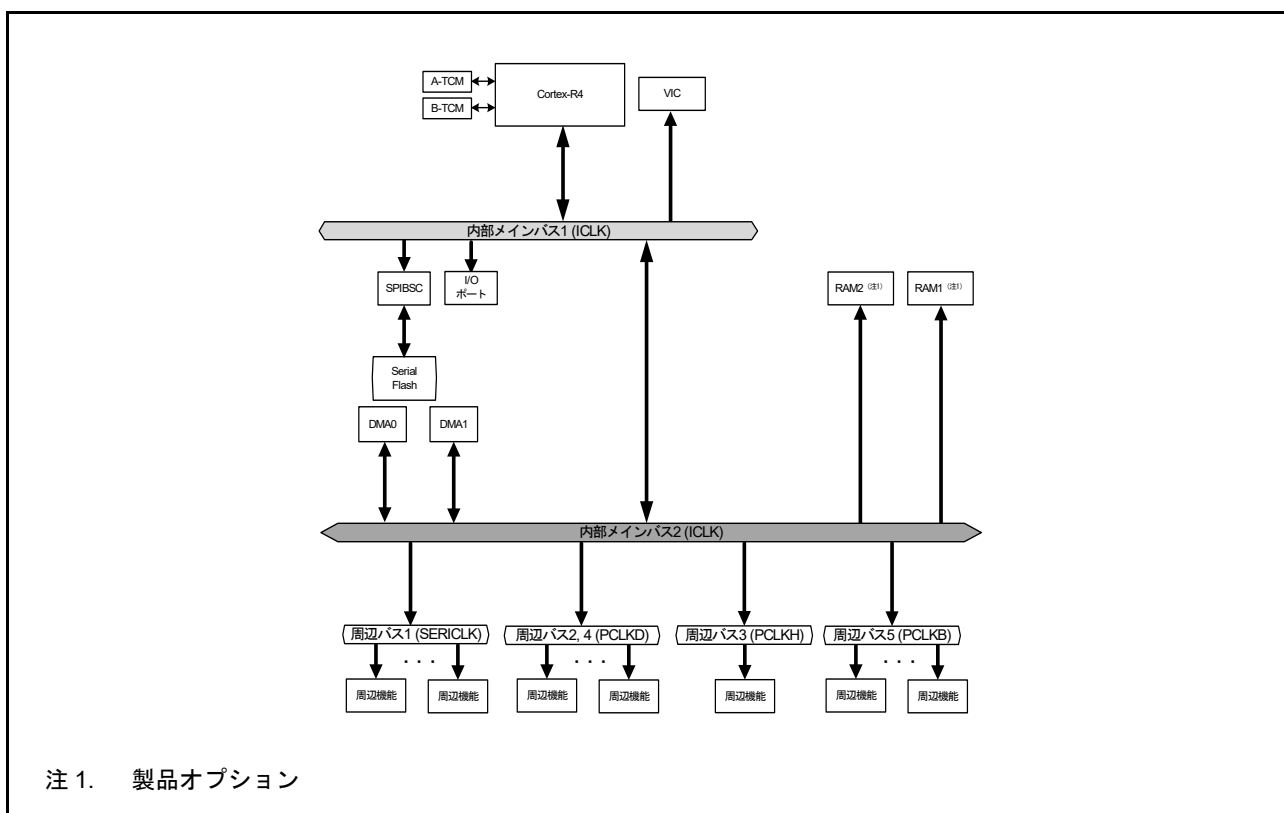 A-TCM
B-TCM
Cortex-R4
VIC
内部メインバス1 (ICLK)
SPIBSC
I/O
ポート
RAM2 (注1)
RAM1 (注1)
Serial
Flash
DMA0
DMA1
内部メインバス2 (ICLK)
周辺バス1 (SERICLK)
周辺バス2, 4 (PCLKD)
周辺バス3 (PCLKH)
周辺バス5 (PCLKB)
・・・
・・・
・・・
周辺機能
周辺機能
周辺機能
周辺機能
周辺機能
周辺機能
周辺機能
注 1. 製品オプション